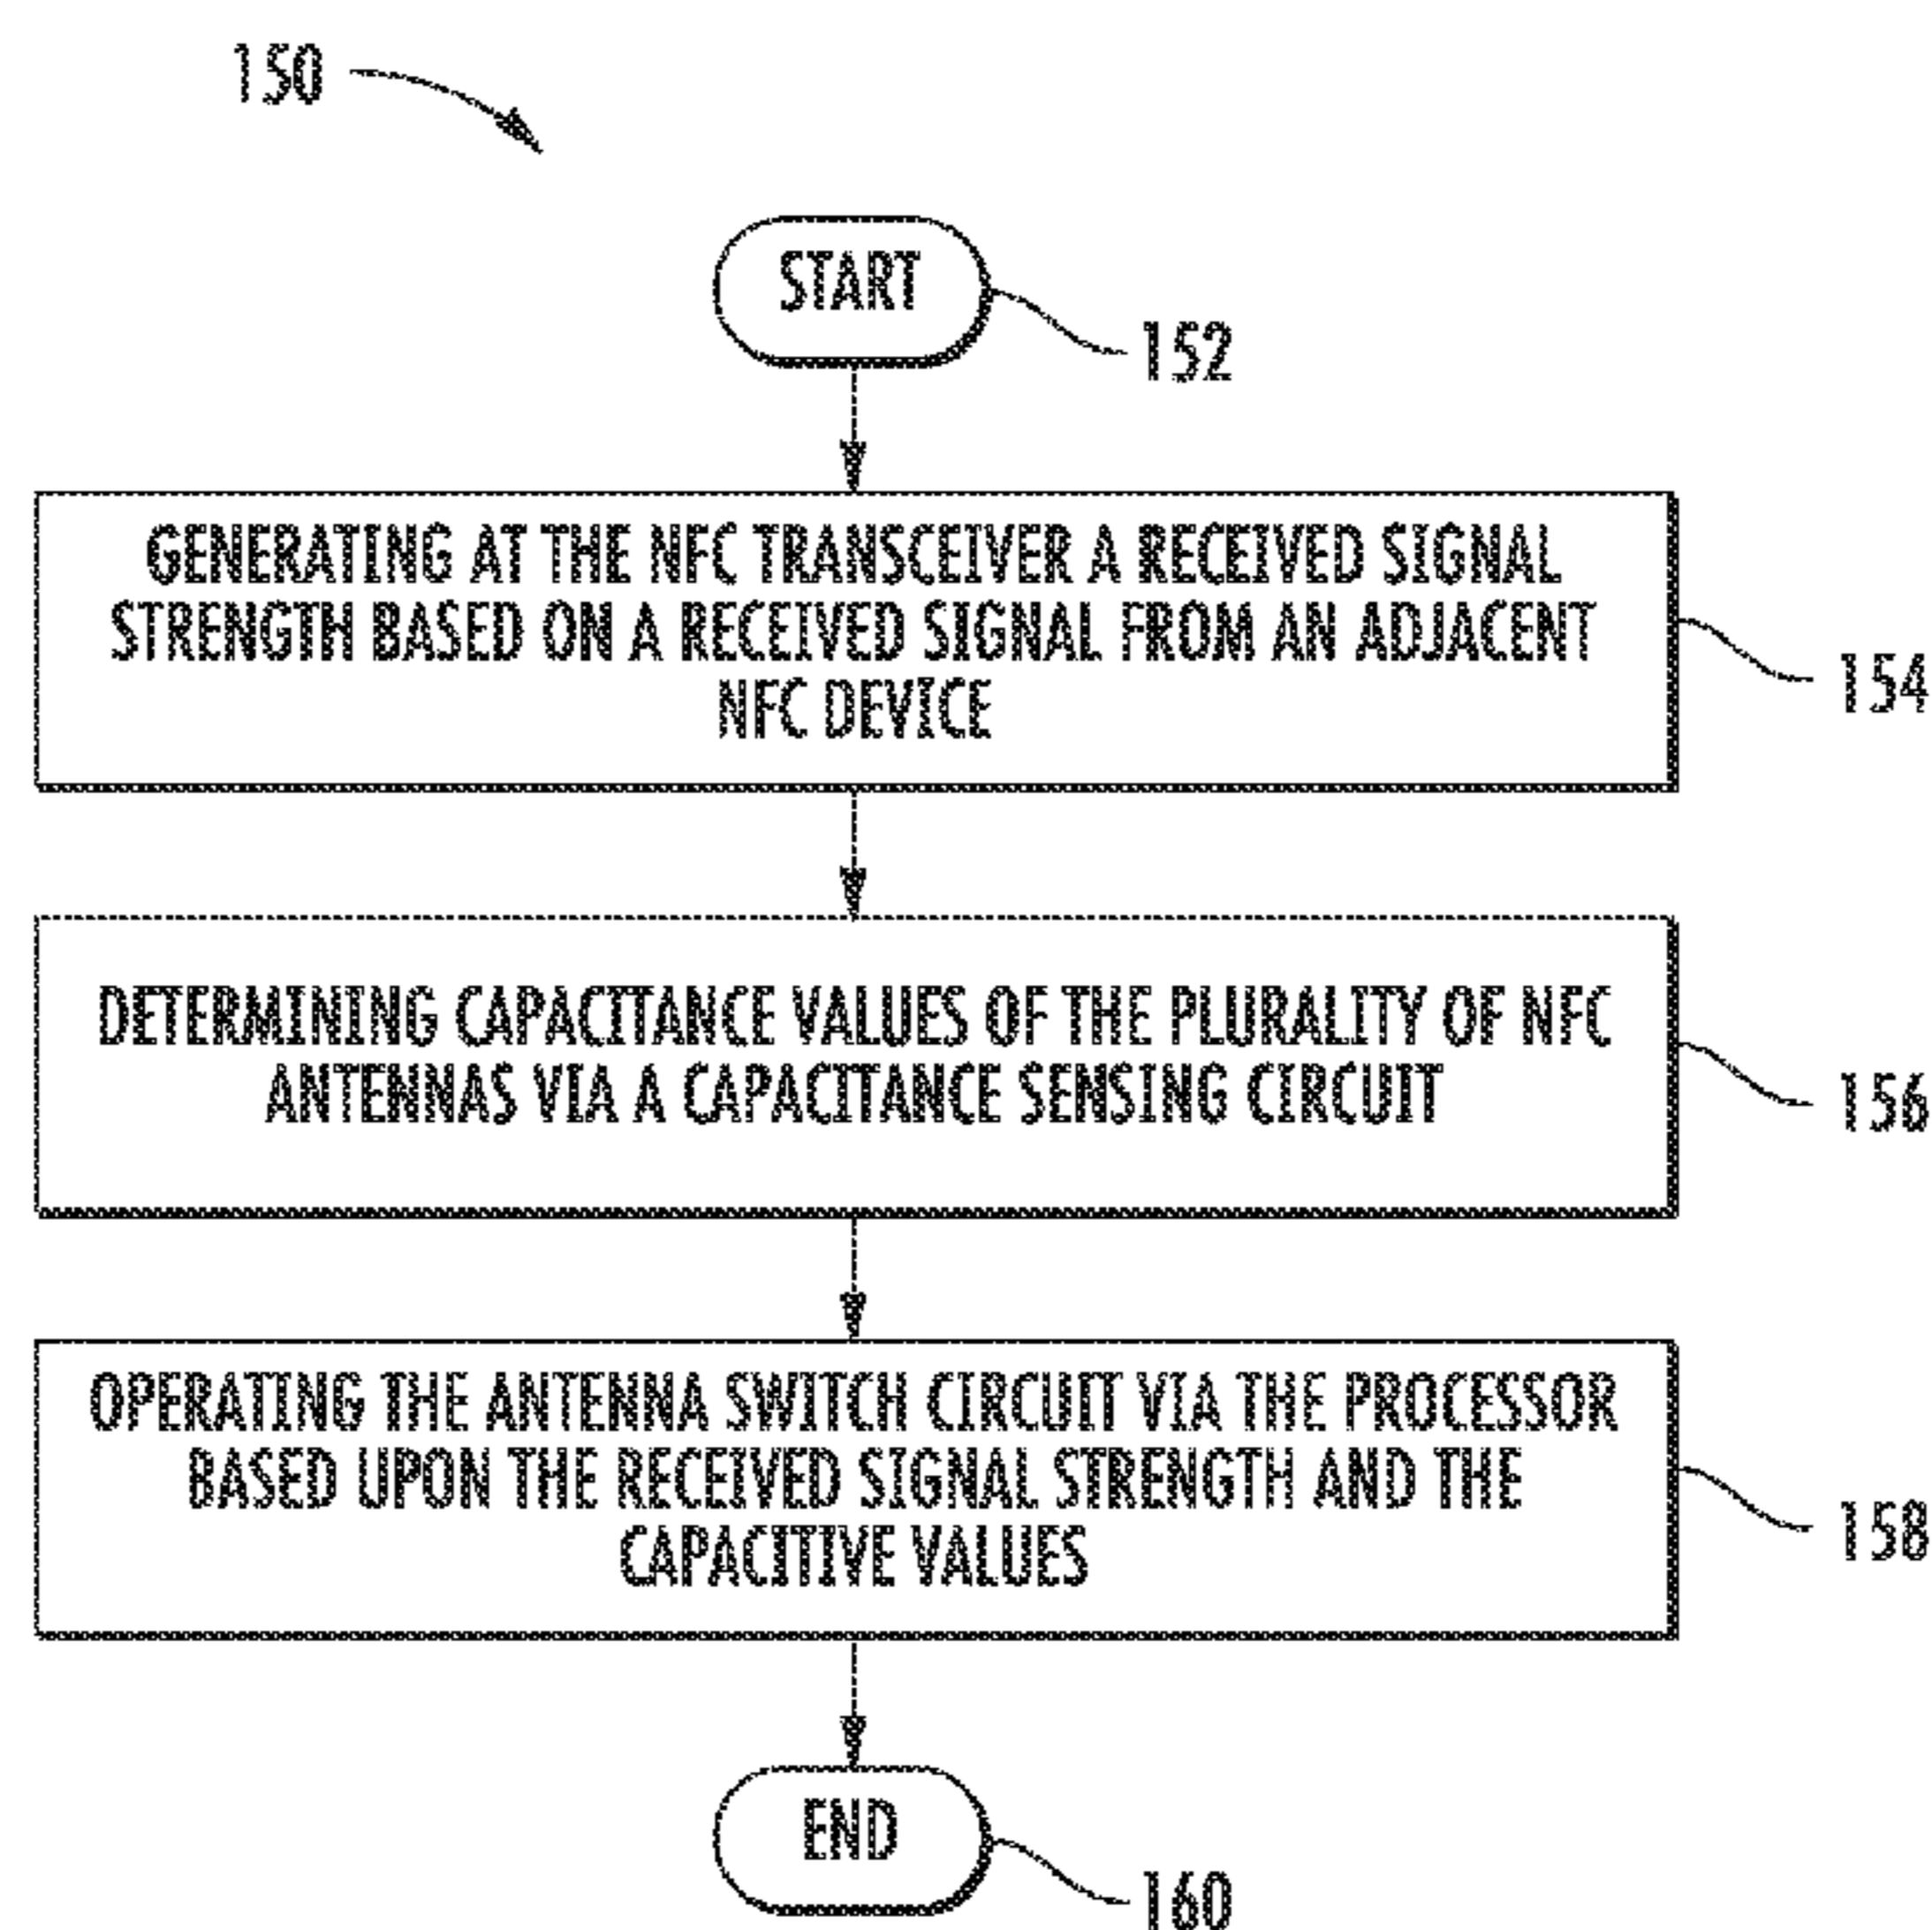 150
START
152
GENERATING AT THE NFC TRANSCEIVER A RECEIVED SIGNAL
STRENGTH BASED ON A RECEIVED SIGNAL FROM AN ADJACENT
NFC DEVICE
154
DETERMINING CAPACITANCE VALUES OF THE PLURALITY OF NFC
ANTENNAS VIA A CAPACITANCE SENSING CIRCUIT
156
OPERATING THE ANTENNA SWITCH CIRCUIT VIA THE PROCESSOR
BASED UPON THE RECEIVED SIGNAL STRENGTH AND THE
CAPACITIVE VALUES
158
END
160